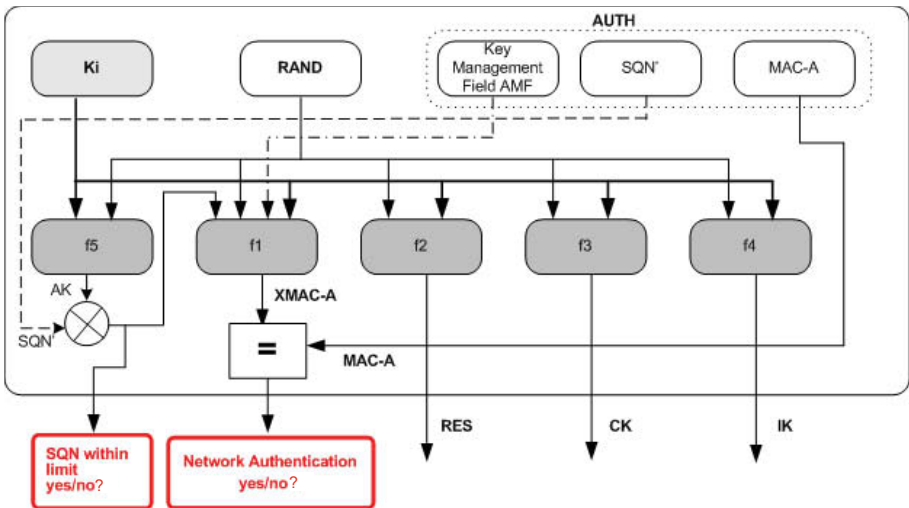 AUTH
Ki
RAND
Key
Management
Field AMF
SQN'
MAC-A
f5
f1
f2
f3
f4
AK
XMAC-A
SQN'
=
MAC-A
RES
CK
IK
SQN within
limit
yes/no?
Network Authentication
yes/no?